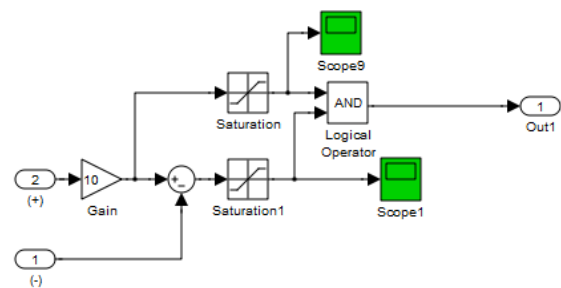 Scope9
AND
1
Saturation
Logical
Operator
Out1
2
10
+
−
(+)
Gain
Saturation1
Scope1
1
(-)